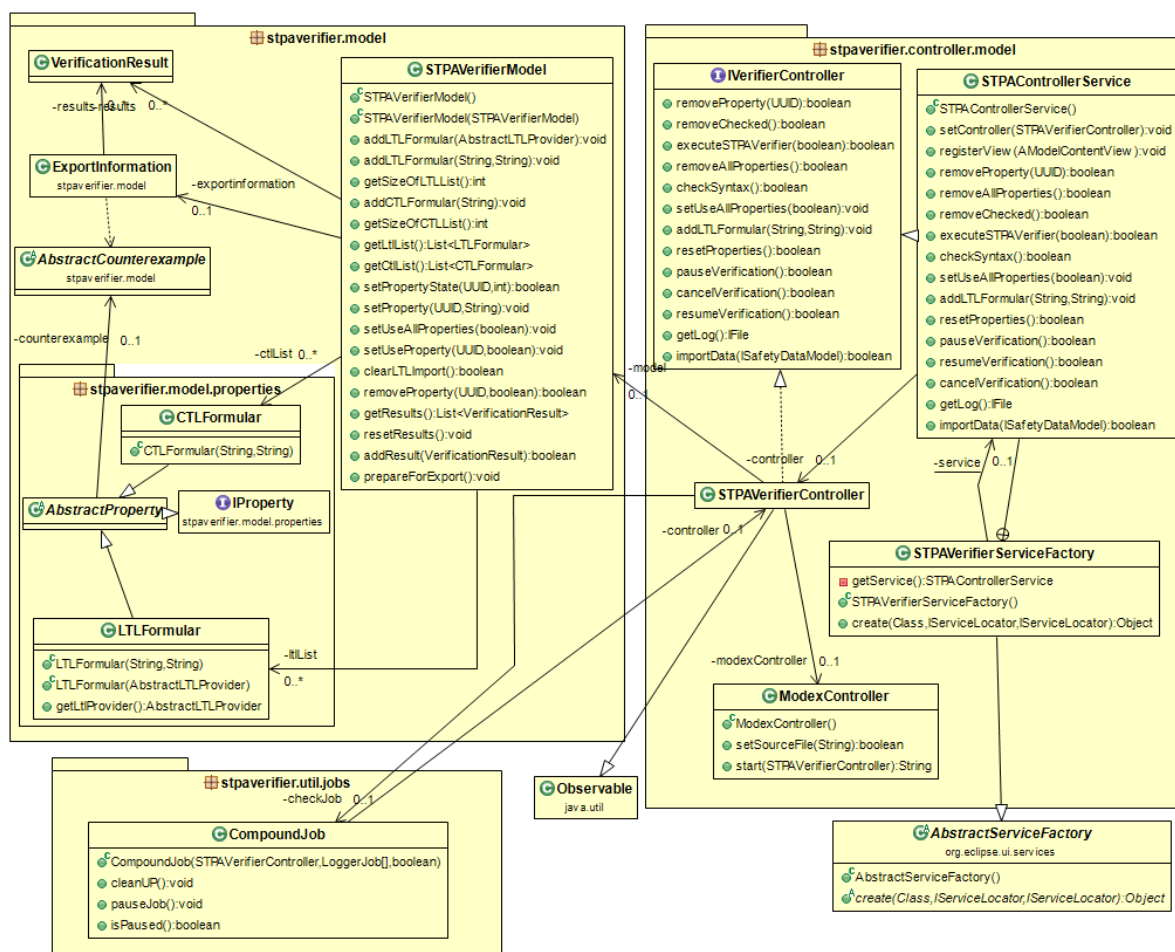 stpaverifier.model
VerificationResult
-results
-results
0..*
0..*
ExportInformation
stpaverifier.model
-exportinformation
0..1
AbstractCounterexample
stpaverifier.model
-counterexample
0..1
STPAVerifierModel
STPAVerifierModel()
STPAVerifierModel(STPAVerifierModel)
addLTLFormular(AbstractLTLProvider):void
addLTLFormular(String,String):void
getSizeOfLTLList():int
addCTLFormular(String):void
getSizeOfCTLList():int
getLtlList():List<LTLFormular>
getCtlList():List<CTLFormular>
setPropertyState(UUID,int):boolean
setProperty(UUID,String):void
setUseAllProperties(boolean):void
setUseProperty(UUID,boolean):void
clearLTLImport():boolean
removeProperty(UUID,boolean):boolean
getResults():List<VerificationResult>
resetResults():void
addResult(VerificationResult):boolean
prepareForExport():void
-ctlList
0..*
stpaverifier.model.properties
CTLFormular
CTLFormular(String,String)
AbstractProperty
IProperty
stpaverifier.model.properties
LTLFormular
LTLFormular(String,String)
LTLFormular(AbstractLTLProvider)
getLtlProvider():AbstractLTLProvider
-ltlList
0..*
stpaverifier.controller.model
IVerifierController
removeProperty(UUID):boolean
removeChecked():boolean
executeSTPAVerifier(boolean):boolean
removeAllProperties():boolean
checkSyntax():boolean
setUseAllProperties(boolean):void
addLTLFormular(String,String):void
resetProperties():boolean
pauseVerification():boolean
cancelVerification():boolean
resumeVerification():boolean
getLog():IFile
importData(ISafetyDataModel):boolean
STPAControllerService
STPAControllerService()
setController(STPAVerifierController):void
registerView(AModelContentView):void
removeProperty(UUID):boolean
removeAllProperties():boolean
removeChecked():boolean
executeSTPAVerifier(boolean):boolean
checkSyntax():boolean
setUseAllProperties(boolean):void
addLTLFormular(String,String):void
resetProperties():boolean
pauseVerification():boolean
resumeVerification():boolean
cancelVerification():boolean
getLog():IFile
importData(ISafetyDataModel):boolean
-model
0..1
-controller
0..1
-service
0..1
STPAVerifierController
-controller
0..1
STPAVerifierServiceFactory
getService():STPAControllerService
STPAVerifierServiceFactory()
create(Class,IServiceLocator,IServiceLocator):Object
-modexController
0..1
ModexController
ModexController()
setSourceFile(String):boolean
start(STPAVerifierController):String
stpaverifier.util.jobs
-checkJob
0..1
CompoundJob
CompoundJob(STPAVerifierController,LoggerJob[],boolean)
cleanUP():void
pauseJob():void
isPaused():boolean
Observable
java.util
AbstractServiceFactory
org.eclipse.ui.services
AbstractServiceFactory()
create(Class,IServiceLocator,IServiceLocator):Object